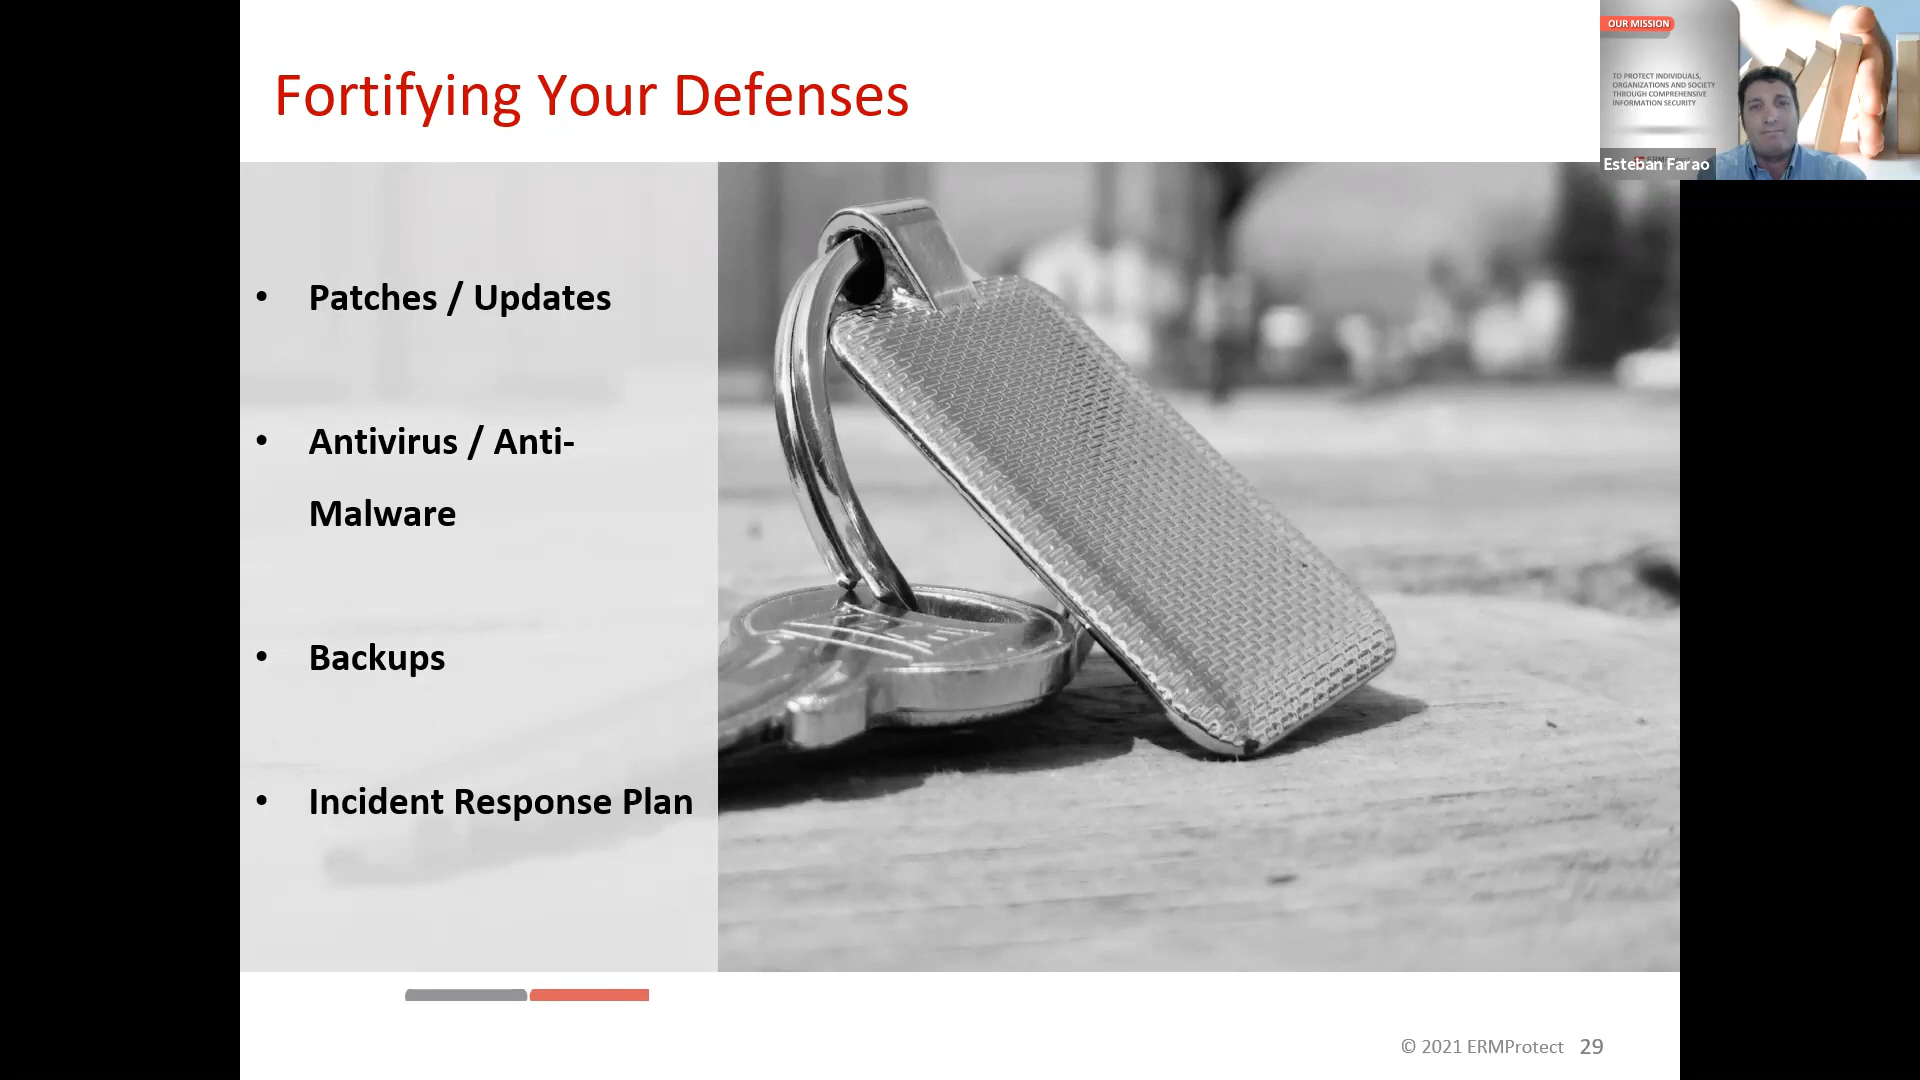 Fortifying Your Defenses
OUR MISSION
TO PROTECT INDIVIDUALS,
ORGANIZATIONS AND SOCIETY
THROUGH COMPREHENSIVE
INFORMATION SECURITY
Esteban Farao
• Patches / Updates
• Antivirus / Anti-
Malware
• Backups
• Incident Response Plan
© 2021 ERMProtect 29